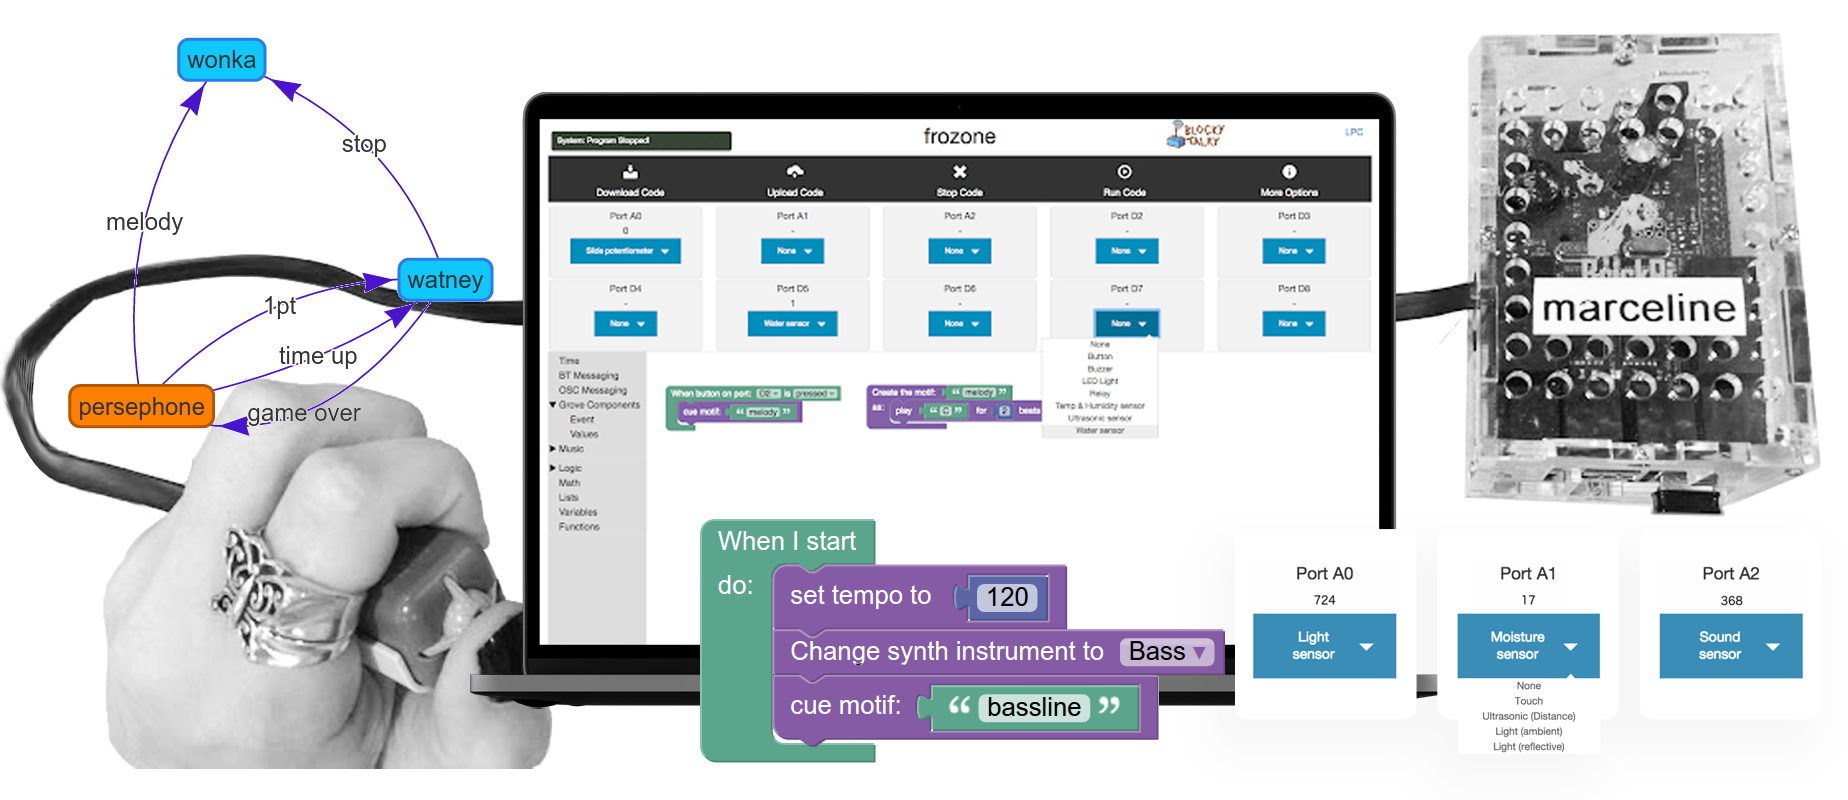 wonka
stop
melody
watney
1pt
time up
persephone
game over
System: Program Stopped!
frozone
BLOCKY
TALKY
LPC
Download Code
Upload Code
Stop Code
Run Code
More Options
Port A0
0
Slide potentiometer
Port A1
-
None
Port A2
-
None
Port D2
-
None
Port D3
-
None
Port D4
-
None
Port D5
1
Water sensor
Port D6
-
None
Port D7
-
None
Port D8
-
None
None
Button
Buzzer
LED Light
Relay
Temp & Humidity sensor
Ultrasonic sensor
Water sensor
Time
BT Messaging
OSC Messaging
Grove Components
Event
Values
Music
Logic
Math
Lists
Variables
Functions
When button on port: D2 is pressed
cue motif: “ melody ”
Create the motif: “ melody ”
as: play for 2 beats
marceline
When I start
do:
set tempo to 120
Change synth instrument to Bass
cue motif: “ bassline ”
Port A0
724
Light
sensor
Port A1
17
Moisture
sensor
None
Touch
Ultrasonic (Distance)
Light (ambient)
Light (reflective)
Port A2
368
Sound
sensor